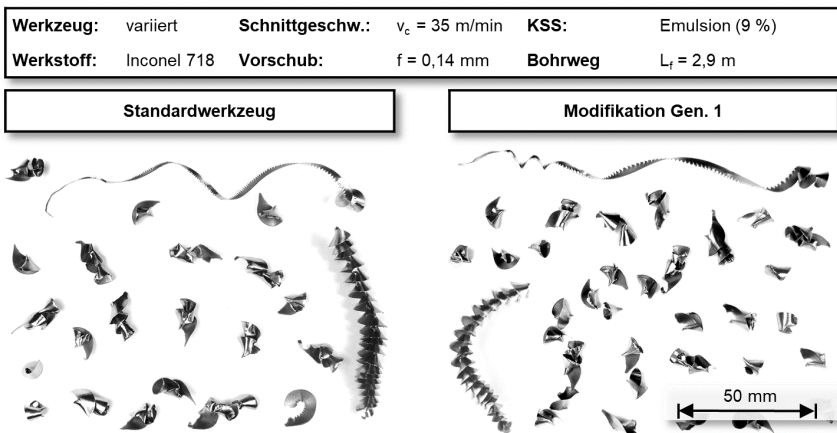 Werkzeug: variiert Schnittgeschw.: vc = 35 m/min KSS: Emulsion (9 %)
Werkstoff: Inconel 718 Vorschub: f = 0,14 mm Bohrweg Lf = 2,9 m
Standardwerkzeug
Modifikation Gen. 1
50 mm